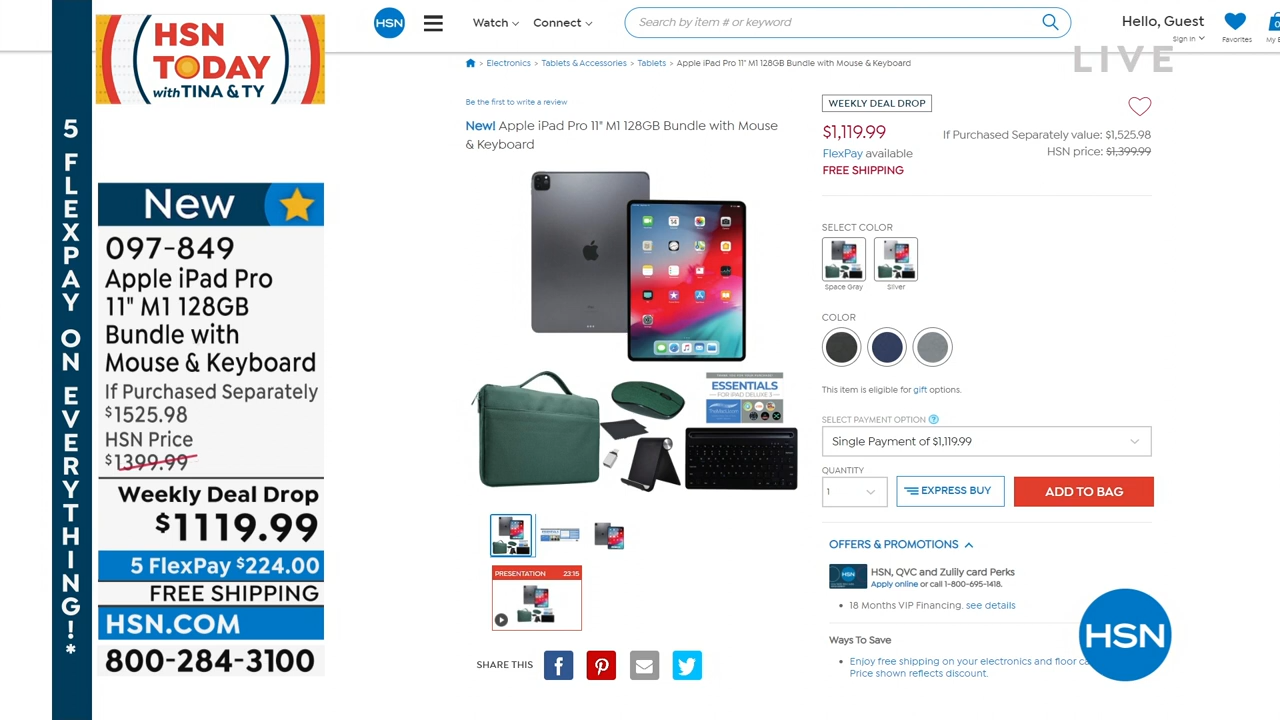 5 FLEXPAY ON EVERYTHING!*
HSN
TODAY
with TINA & TY
New
097-849
Apple iPad Pro
11" M1 128GB
Bundle with
Mouse & Keyboard
If Purchased Separately
$1525.98
HSN Price
$1399.99
Weekly Deal Drop
$1119.99
5 FlexPay $224.00
FREE SHIPPING
HSN.COM
800-284-3100
HSN
Watch
Connect
Search by item # or keyword
Hello, Guest
Sign In
Favorites
0
My B
LIVE
> Electronics > Tablets & Accessories > Tablets > Apple iPad Pro 11" M1 128GB Bundle with Mouse & Keyboard
Be the first to write a review
New! Apple iPad Pro 11" M1 128GB Bundle with Mouse
& Keyboard
ESSENTIALS
PRESENTATION 23:15
SHARE THIS
WEEKLY DEAL DROP
$1,119.99
If Purchased Separately value: $1,525.98
FlexPay available
HSN price: $1,399.99
FREE SHIPPING
SELECT COLOR
Space Gray
Silver
COLOR
This item is eligible for gift options.
SELECT PAYMENT OPTION ?
Single Payment of $1,119.99
QUANTITY
1
EXPRESS BUY
ADD TO BAG
OFFERS & PROMOTIONS
HSN
HSN, QVC and Zulily card Perks
Apply online or call 1-800-695-1418.
• 18 Months VIP Financing. see details
Ways To Save
• Enjoy free shipping on your electronics and floor ca
Price shown reflects discount.
HSN